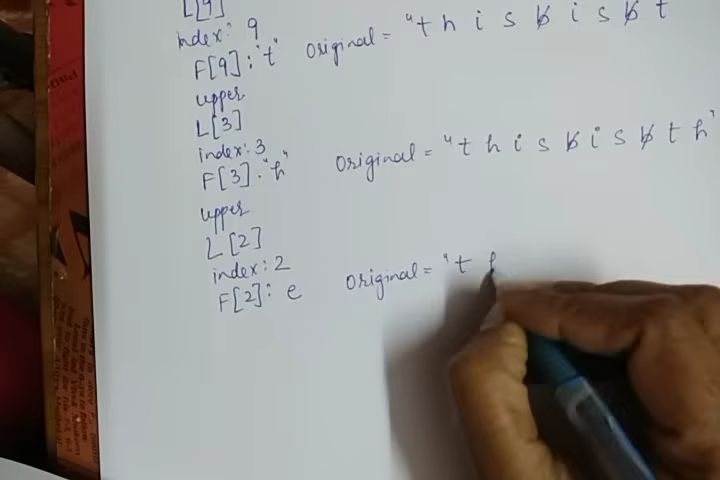 L[9]
index: 9
F[9]: "t" Original = "t h i s ƀ i s ƀ t
upper
L[3]
index: 3
F[3]: "h" Original = "t h i s ƀ i s ƀ t h"
upper
L[2]
index: 2
F[2]: e Original = "t h